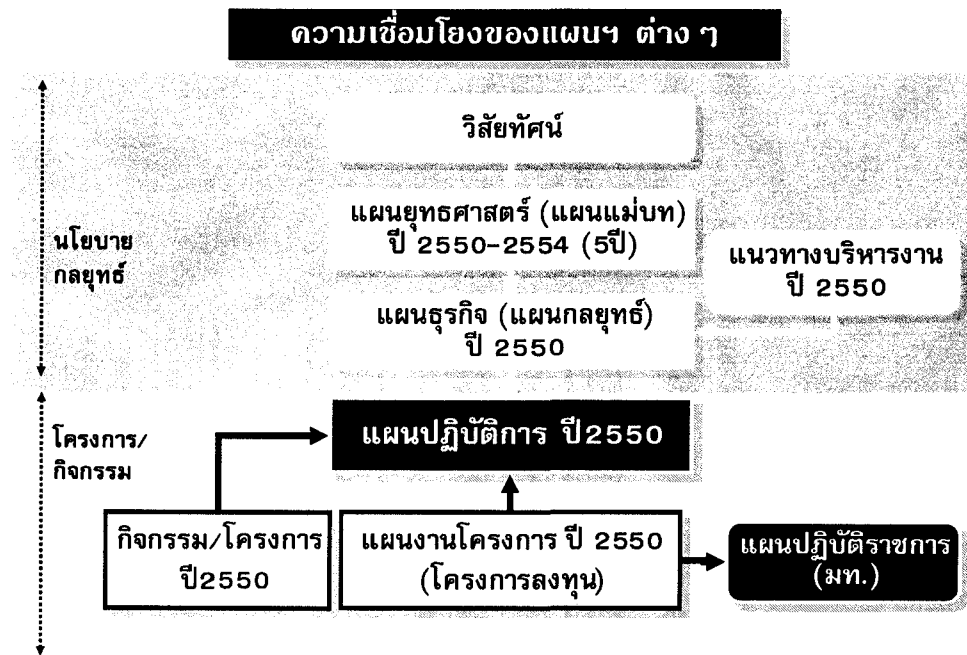 ความเชื่อมโยงของแผนฯ ต่าง ๆ
วิสัยทัศน์
แผนยุทธศาสตร์ (แผนแม่บท)
ปี 2550-2554 (5ปี)
นโยบาย
กลยุทธ์
แนวทางบริหารงาน
ปี 2550
แผนธุรกิจ (แผนกลยุทธ์)
ปี 2550
โครงการ/
กิจกรรม
แผนปฏิบัติการ ปี2550
กิจกรรม/โครงการ
ปี2550
แผนงานโครงการ ปี 2550
(โครงการลงทุน)
แผนปฏิบัติราชการ
(มท.)